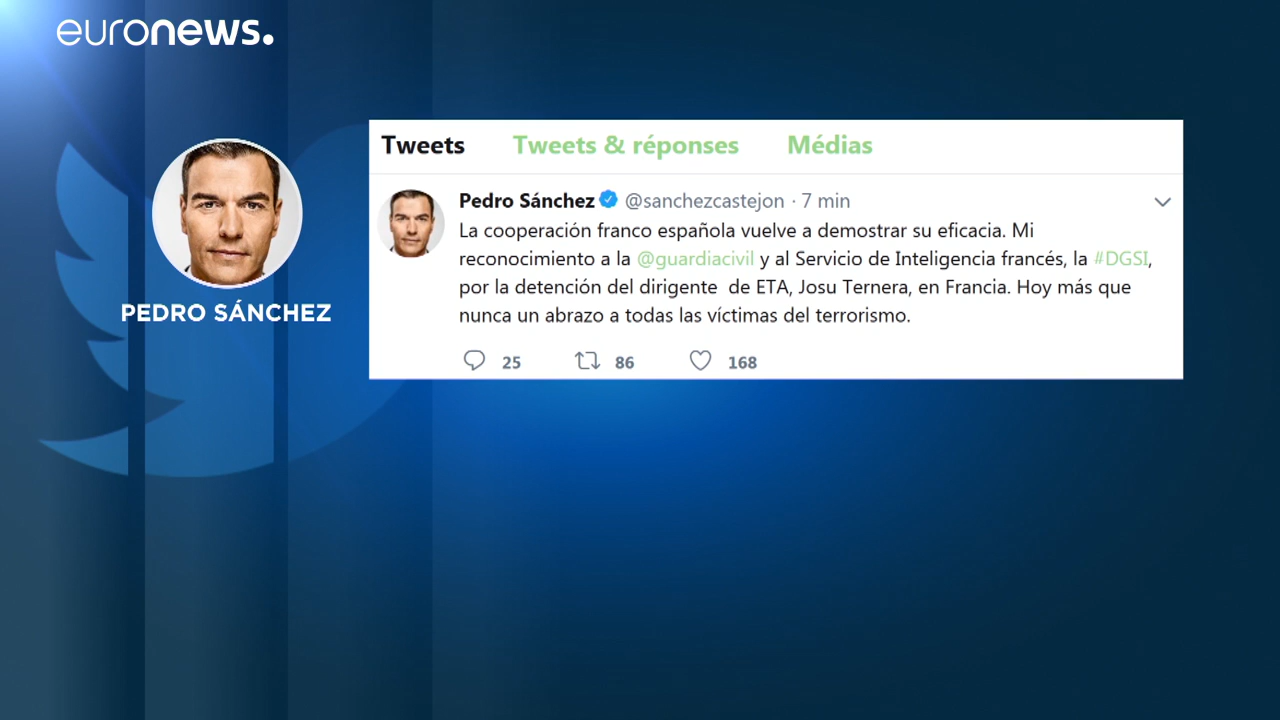 euronews.
PEDRO SÁNCHEZ
Tweets Tweets & réponses Médias
Pedro Sánchez @sanchezcastejon · 7 min
La cooperación franco española vuelve a demostrar su eficacia. Mi
reconocimiento a la @guardiacivil y al Servicio de Inteligencia francés, la #DGSI,
por la detención del dirigente de ETA, Josu Ternera, en Francia. Hoy más que
nunca un abrazo a todas las víctimas del terrorismo.
25 86 168